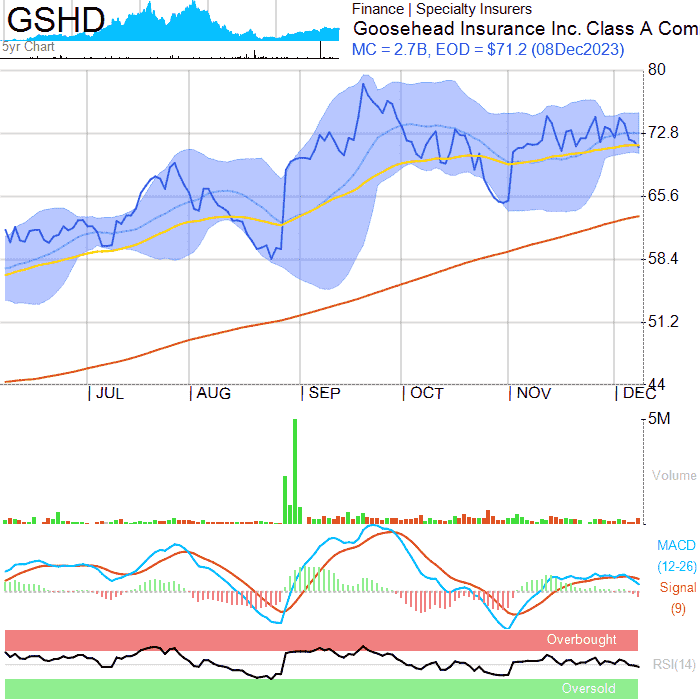 GSHD
5yr Chart
Finance | Specialty Insurers
Goosehead Insurance Inc. Class A Com
MC = 2.7B, EOD = $71.2 (08Dec2023)
80
72.8
65.6
58.4
51.2
44
JUL AUG SEP OCT NOV DEC
5M
Volume
MACD
(12-26)
Signal
(9)
Overbought
RSI(14)
Oversold